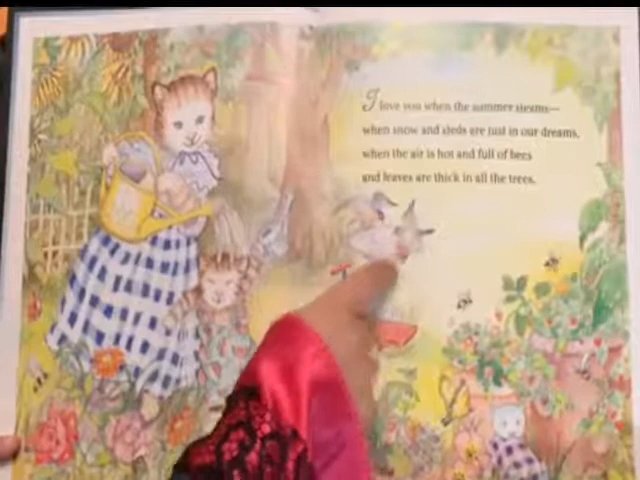 I love you when the summer steams—
when snow and sleds are just in our dreams,
when the air is hot and full of bees
and leaves are thick in all the trees.